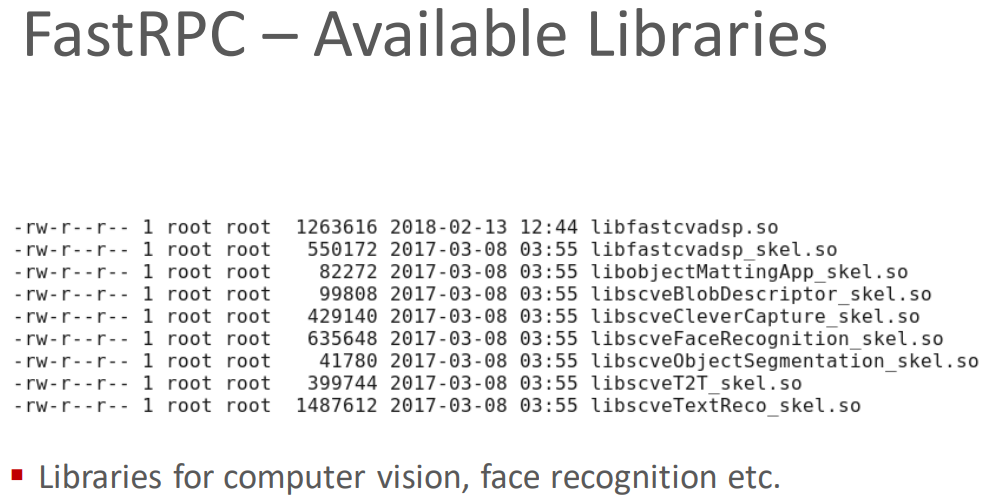 FastRPC – Available Libraries
-rw-r--r-- 1 root root  1263616 2018-02-13 12:44 libfastcvadsp.so
-rw-r--r-- 1 root root   550172 2017-03-08 03:55 libfastcvadsp_skel.so
-rw-r--r-- 1 root root    82272 2017-03-08 03:55 libobjectMattingApp_skel.so
-rw-r--r-- 1 root root    99808 2017-03-08 03:55 libscveBlobDescriptor_skel.so
-rw-r--r-- 1 root root   429140 2017-03-08 03:55 libscveCleverCapture_skel.so
-rw-r--r-- 1 root root   635648 2017-03-08 03:55 libscveFaceRecognition_skel.so
-rw-r--r-- 1 root root    41780 2017-03-08 03:55 libscveObjectSegmentation_skel.so
-rw-r--r-- 1 root root   399744 2017-03-08 03:55 libscveT2T_skel.so
-rw-r--r-- 1 root root  1487612 2017-03-08 03:55 libscveTextReco_skel.so
▪ Libraries for computer vision, face recognition etc.